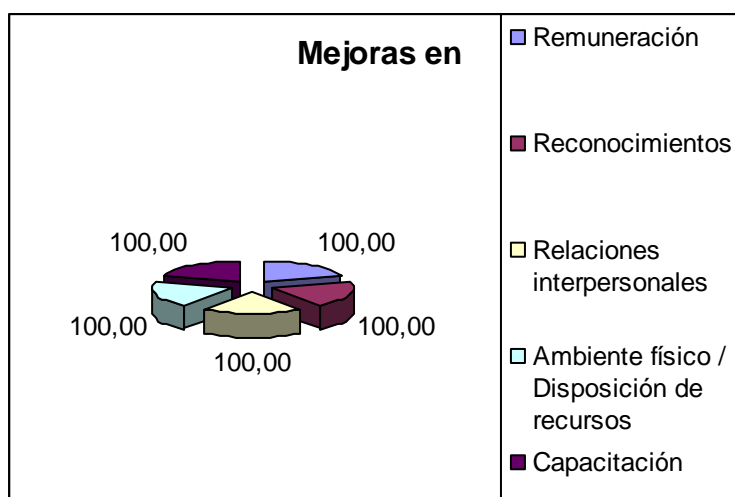 Mejoras en
100,00
100,00
100,00
100,00
100,00
Remuneración
Reconocimientos
Relaciones
interpersonales
Ambiente físico /
Disposición de
recursos
Capacitación